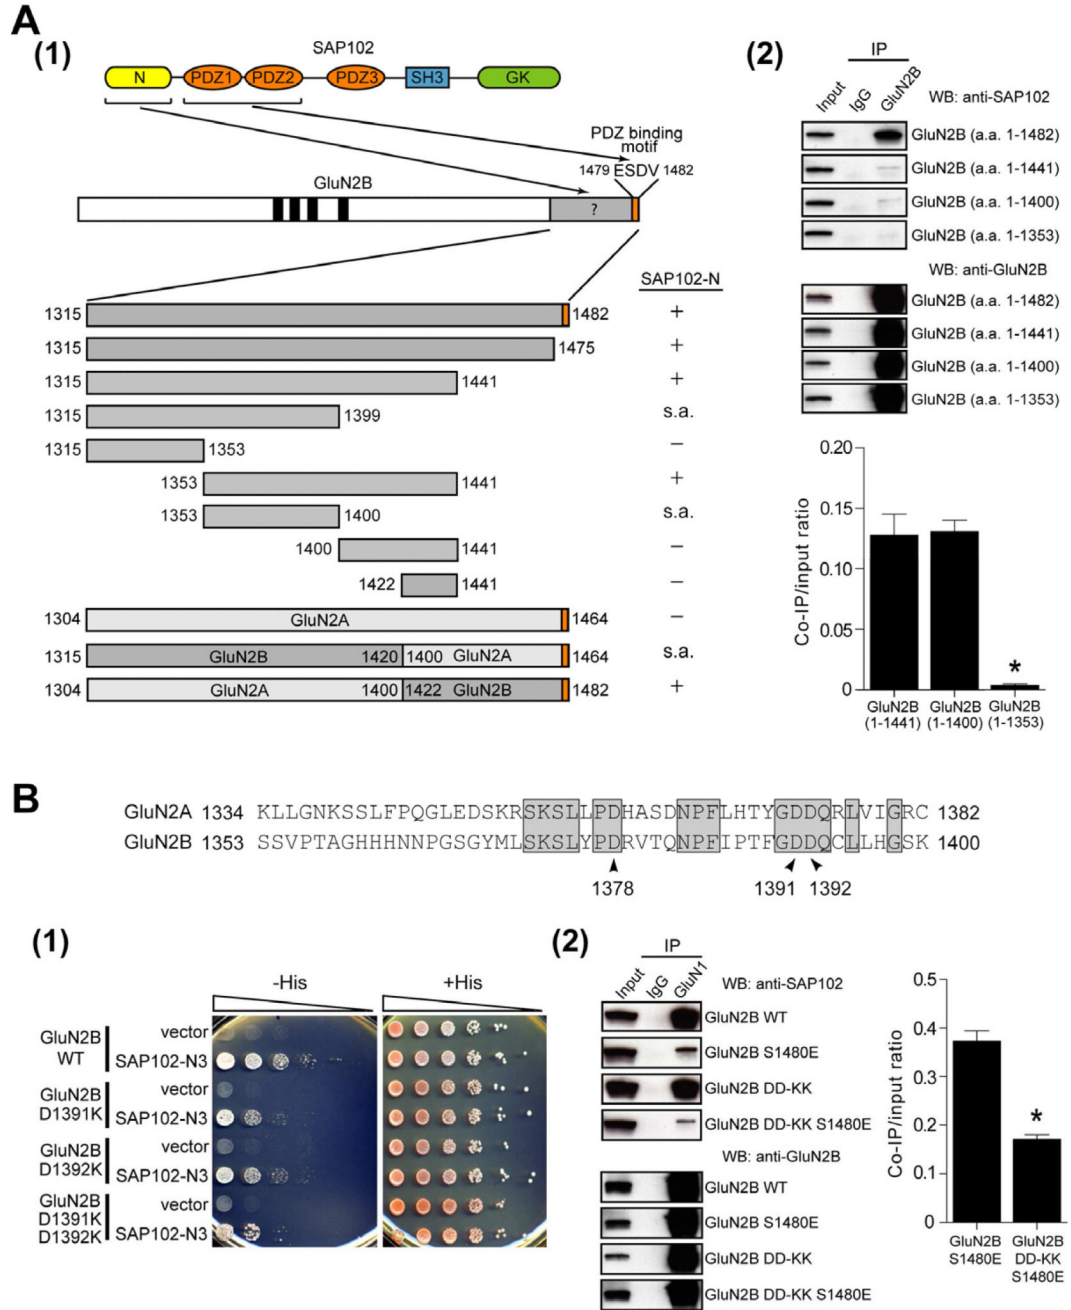 A
(1)
SAP102
N PDZ1 PDZ2 PDZ3 SH3 GK
PDZ binding
motif
1479 ESDV 1482
GluN2B
?
SAP102-N
1315 1482 +
1315 1475 +
1315 1441 +
1315 1399 s.a.
1315 1353 −
1353 1441 +
1353 1400 s.a.
1400 1441 −
1422 1441 −
1304 GluN2A 1464 −
1315 GluN2B 1420 1400 GluN2A 1464 s.a.
1304 GluN2A 1400 1422 GluN2B 1482 +
(2)
IP
Input IgG GluN2B
WB: anti-SAP102
GluN2B (a.a. 1-1482)
GluN2B (a.a. 1-1441)
GluN2B (a.a. 1-1400)
GluN2B (a.a. 1-1353)
WB: anti-GluN2B
GluN2B (a.a. 1-1482)
GluN2B (a.a. 1-1441)
GluN2B (a.a. 1-1400)
GluN2B (a.a. 1-1353)
Co-IP/input ratio
0.20
0.15
0.10
0.05
0
*
GluN2B GluN2B GluN2B
(1-1441) (1-1400) (1-1353)
B
GluN2A 1334 KLLGNKSSLFPQGLEDSKRSKSLLPDHASDNPFLHTYGDDQRLVIGRC 1382
GluN2B 1353 SSVPTAGHHHNNPGSGYMLSKSLYPDRVTQNPFIPTFGDDQCLLHGSK 1400
1378 1391 1392
(1)
-His +His
GluN2B
WT
vector
SAP102-N3
GluN2B
D1391K
vector
SAP102-N3
GluN2B
D1392K
vector
SAP102-N3
GluN2B
D1391K
D1392K
vector
SAP102-N3
(2)
IP
Input IgG GluN1
WB: anti-SAP102
GluN2B WT
GluN2B S1480E
GluN2B DD-KK
GluN2B DD-KK S1480E
WB: anti-GluN2B
GluN2B WT
GluN2B S1480E
GluN2B DD-KK
GluN2B DD-KK S1480E
Co-IP/input ratio
0.5
0.4
0.3
0.2
0.1
0
*
GluN2B GluN2B
S1480E DD-KK
S1480E